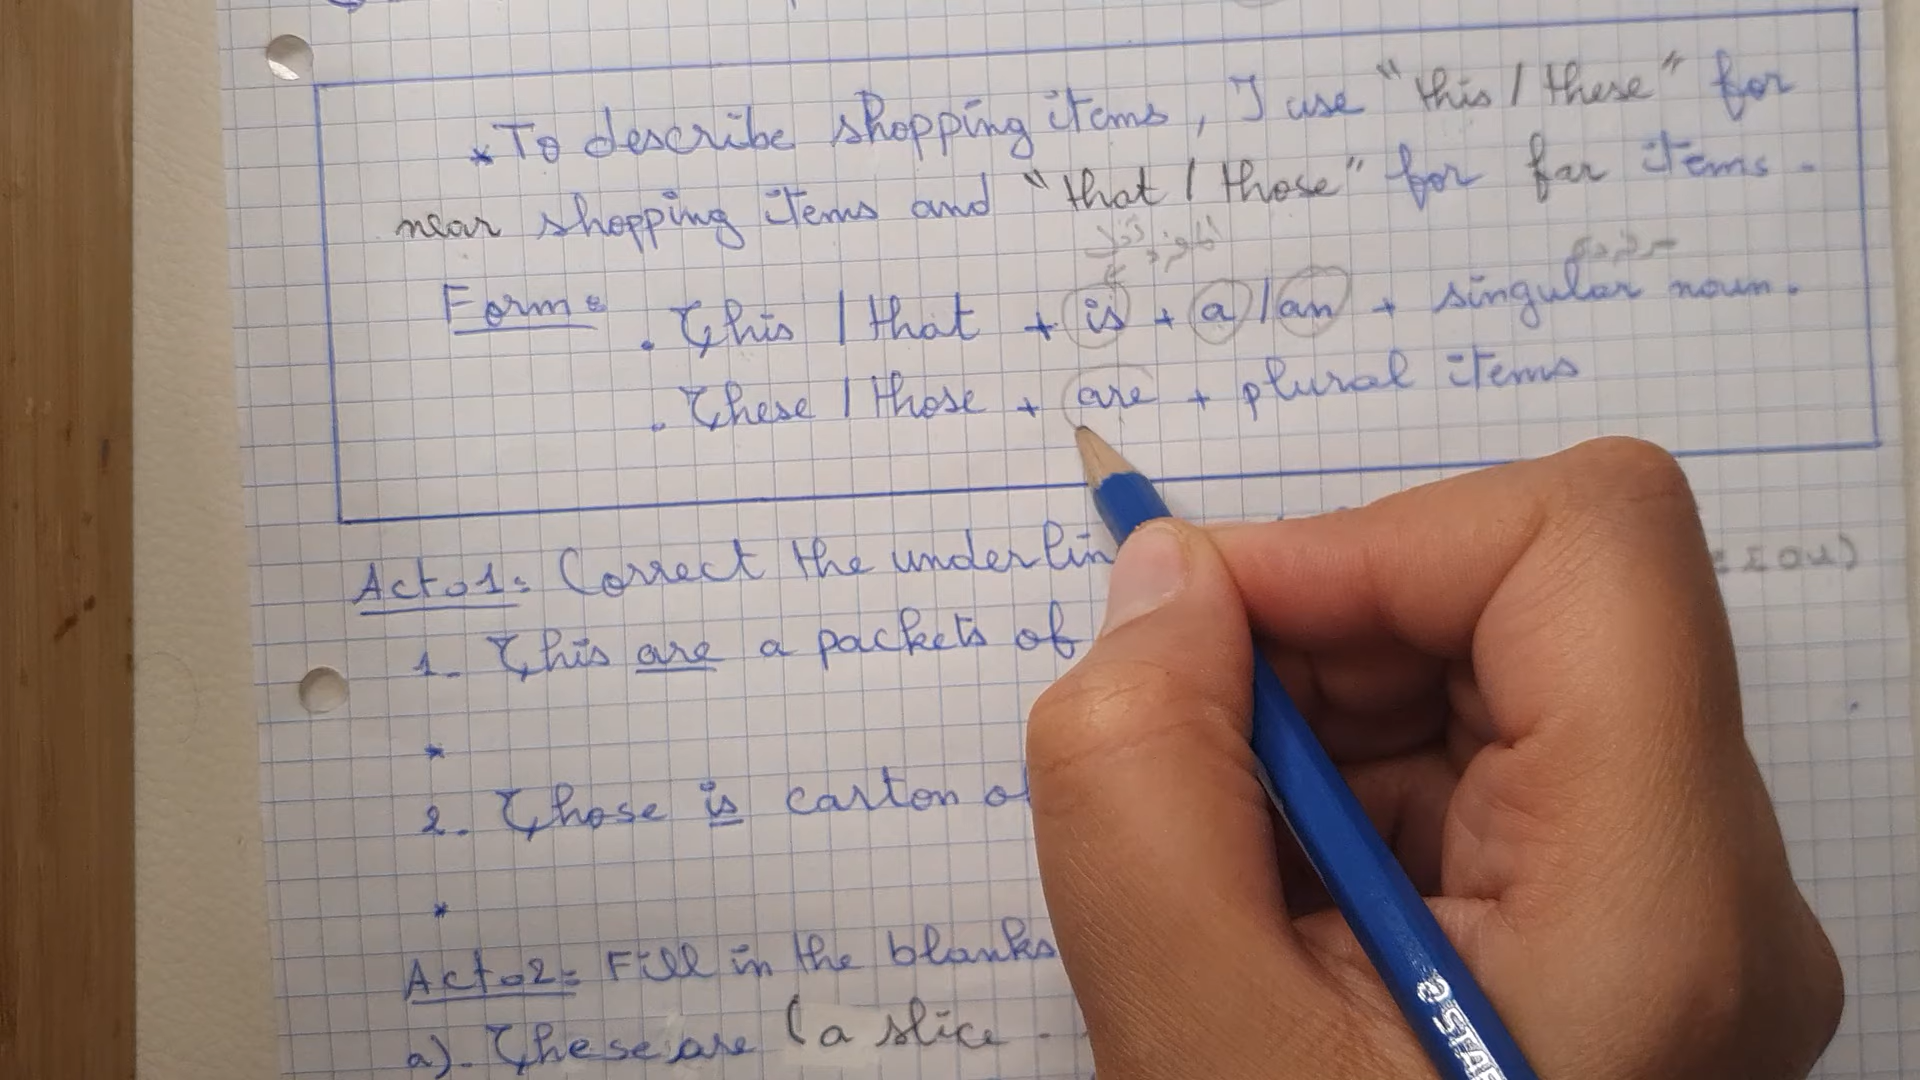 * To describe shopping items, I use "this / these" for
near shopping items and "that / those" for far items.
Form: . This / that + is + a / an + singular noun.
. These / those + are + plural items
Act 01: Correct the underlin
1. This are a packets of
*
2. Those is carton of
*
Act 02: Fill in the blanks
a). These are (a slice